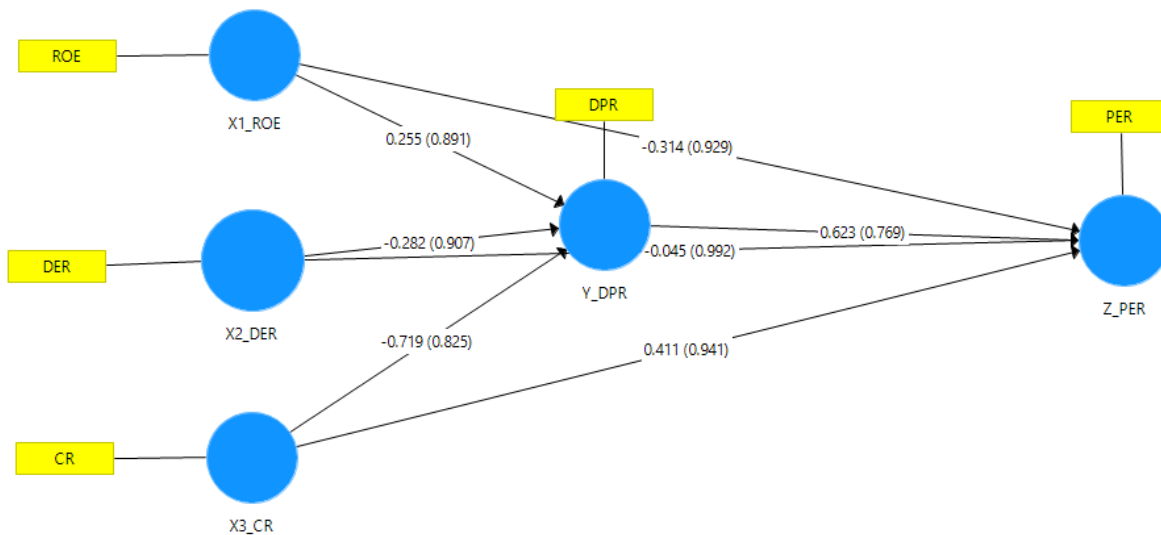 ROE
X1_ROE
DPR
PER
0.255 (0.891)
-0.314 (0.929)
-0.282 (0.907)
0.623 (0.769)
-0.045 (0.992)
DER
X2_DER
Y_DPR
Z_PER
-0.719 (0.825)
0.411 (0.941)
CR
X3_CR